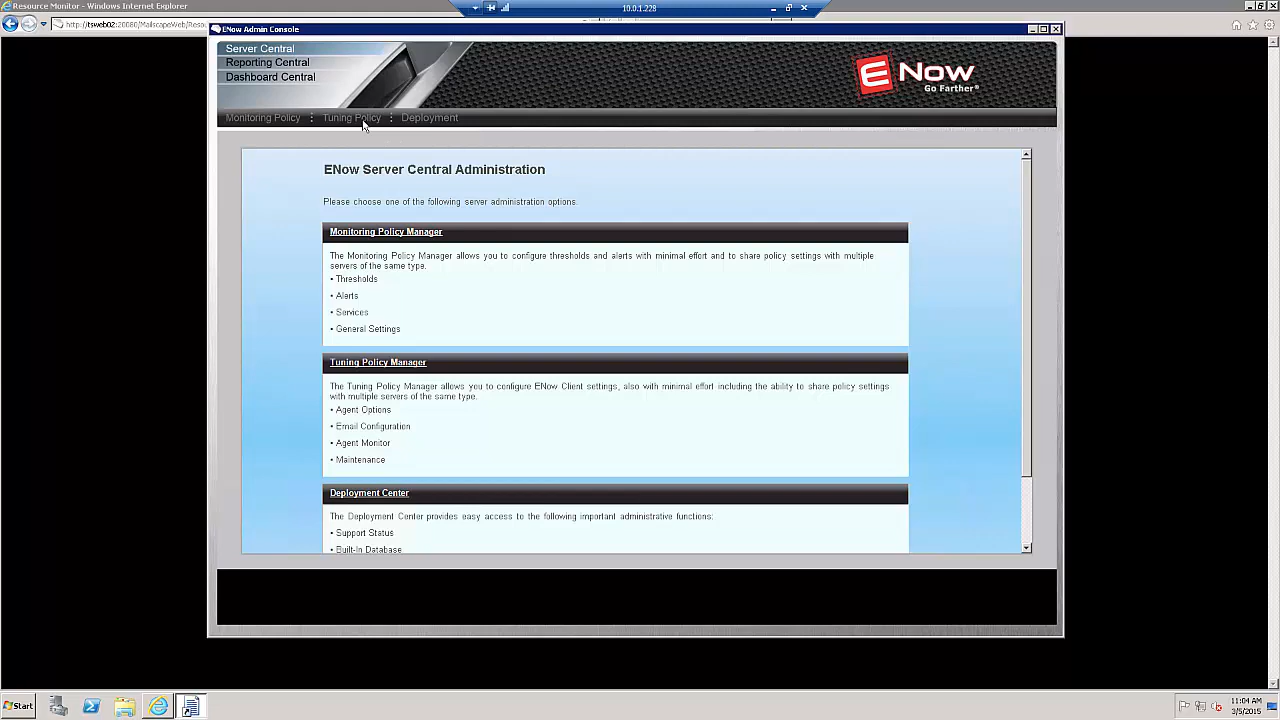 Resource Monitor - Windows Internet Explorer
10.0.1.228
http://tsweb02:20080/MailscapeWeb/Resou
ENow Admin Console
Server Central
Reporting Central
Dashboard Central
E Now
Go Farther®
Monitoring Policy
Tuning Policy
Deployment
ENow Server Central Administration
Please choose one of the following server administration options.
Monitoring Policy Manager
The Monitoring Policy Manager allows you to configure thresholds and alerts with minimal effort and to share policy settings with multiple
servers of the same type.
• Thresholds
• Alerts
• Services
• General Settings
Tuning Policy Manager
The Tuning Policy Manager allows you to configure ENow Client settings, also with minimal effort including the ability to share policy settings
with multiple servers of the same type.
• Agent Options
• Email Configuration
• Agent Monitor
• Maintenance
Deployment Center
The Deployment Center provides easy access to the following important administrative functions:
• Support Status
• Built-In Database
Start
11:04 AM
3/5/2015